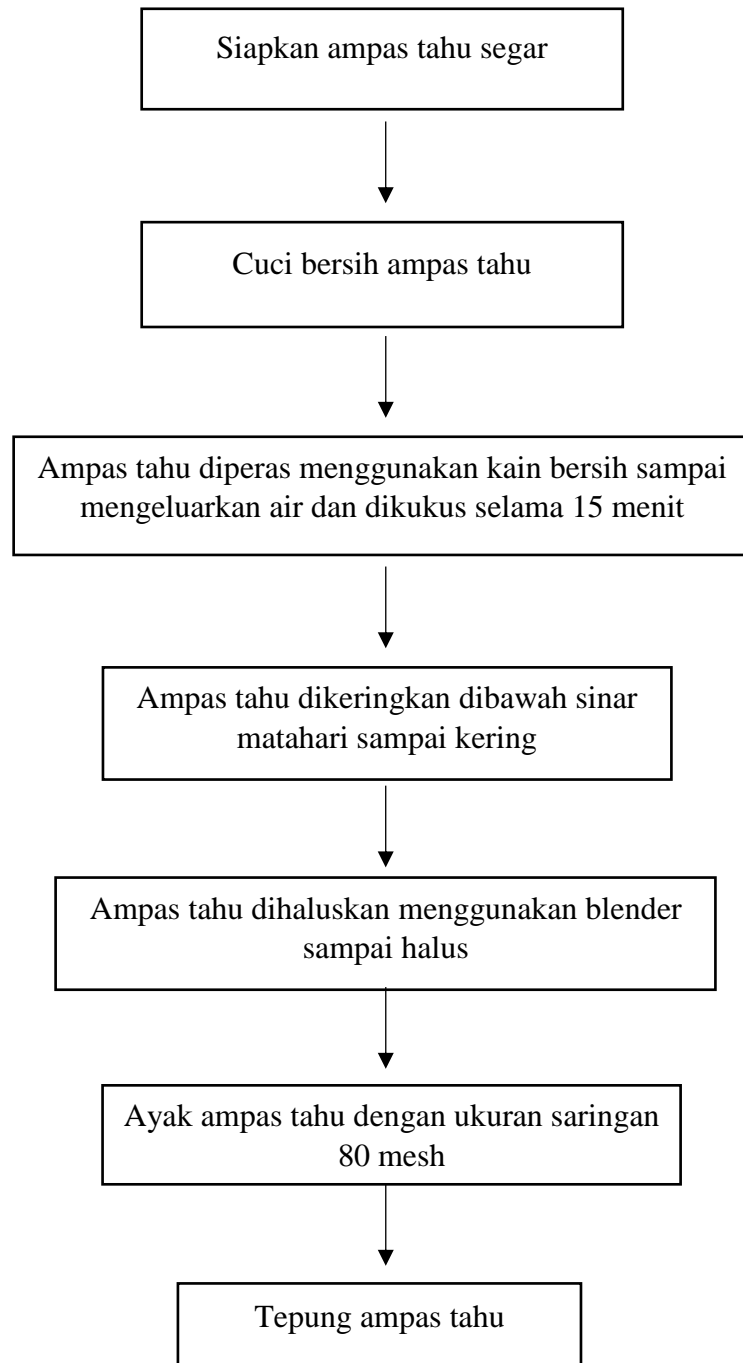 Siapkan ampas tahu segar
Cuci bersih ampas tahu
Ampas tahu diperas menggunakan kain bersih sampai
mengeluarkan air dan dikukus selama 15 menit
Ampas tahu dikeringkan dibawah sinar
matahari sampai kering
Ampas tahu dihaluskan menggunakan blender
sampai halus
Ayak ampas tahu dengan ukuran saringan
80 mesh
Tepung ampas tahu